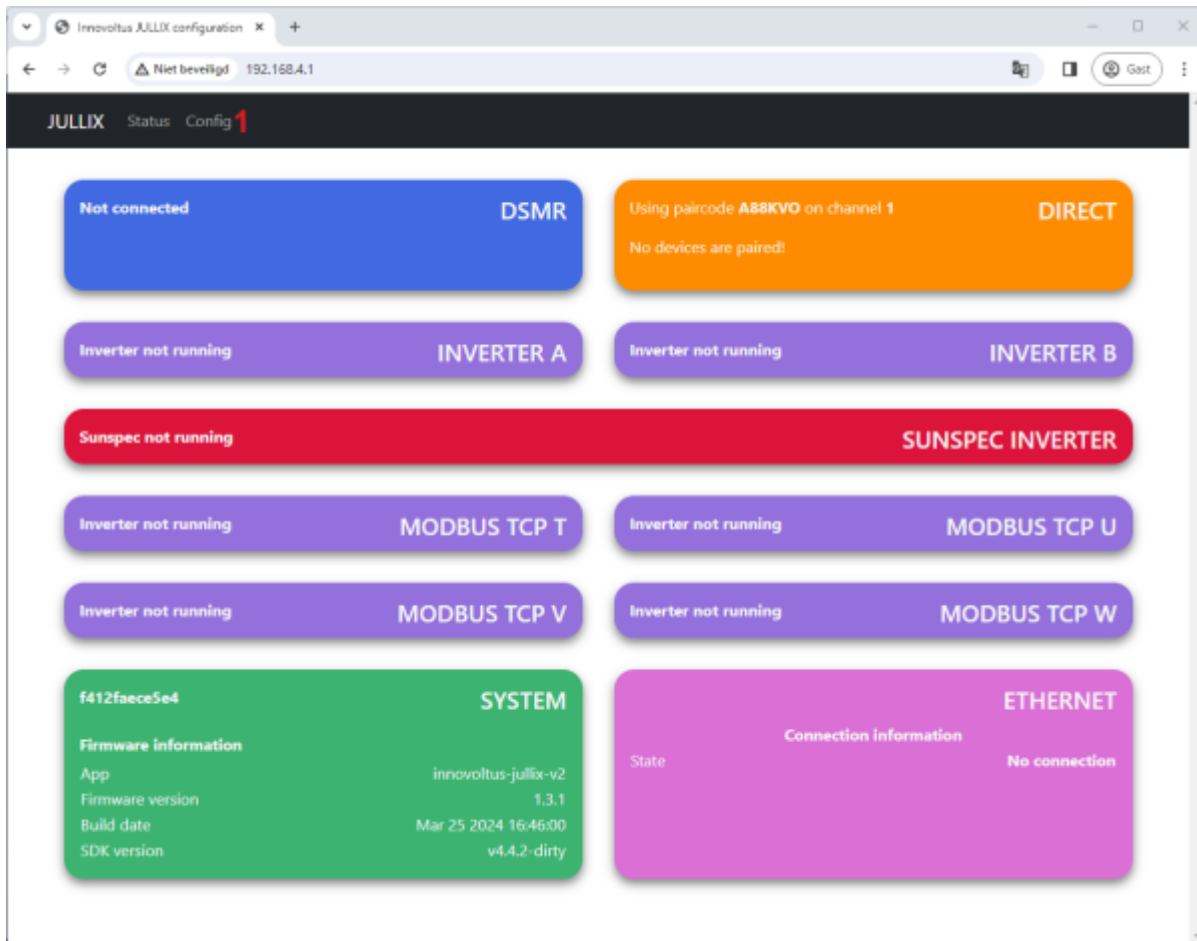 Innovoltus JULLIX configuration
Niet beveiligd 192.168.4.1 Gast
JULLIX Status Config 1
Not connected DSMR
Using paircode A88KVO on channel 1 DIRECT
No devices are paired!
Inverter not running INVERTER A
Inverter not running INVERTER B
Sunspec not running SUNSPEC INVERTER
Inverter not running MODBUS TCP T
Inverter not running MODBUS TCP U
Inverter not running MODBUS TCP V
Inverter not running MODBUS TCP W
f412faece5e4 SYSTEM
Firmware information
App innovoltus-jullix-v2
Firmware version 1.3.1
Build date Mar 25 2024 16:46:00
SDK version v4.4.2-dirty
ETHERNET
Connection information
State No connection